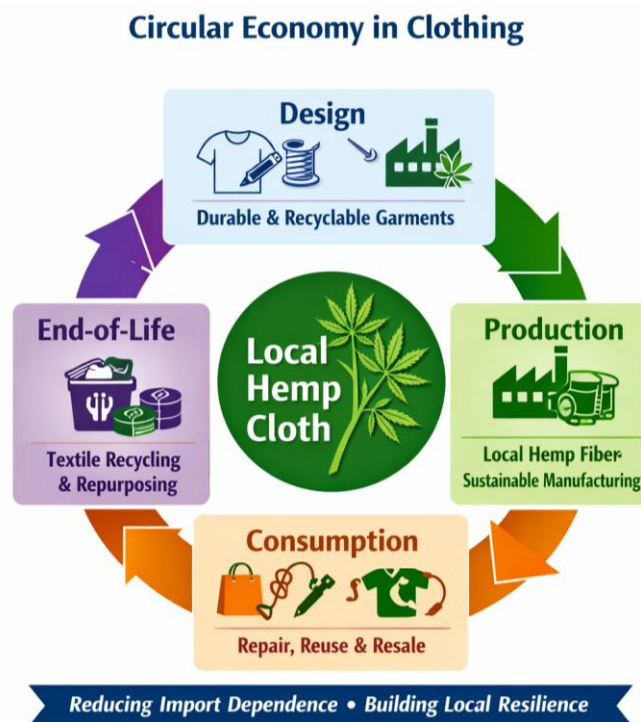 Circular Economy in Clothing
Design
Durable & Recyclable Garments
End-of-Life
Textile Recycling
& Repurposing
Local
Hemp
Cloth
Production
Local Hemp Fiber
Sustainable Manufacturing
Consumption
Repair, Reuse & Resale
Reducing Import Dependence • Building Local Resilience